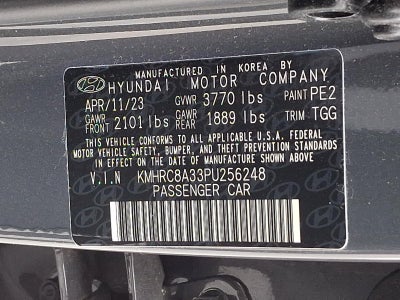 MANUFACTURED IN KOREA BY
HYUNDAI MOTOR COMPANY
APR/11/23 GVWR 3770 lbs PAINT PE2
GAWR FRONT 2101 lbs GAWR REAR 1889 lbs TRIM TGG
THIS VEHICLE CONFORMS TO ALL APPLICABLE U.S.A. FEDERAL
MOTOR VEHICLE SAFETY, BUMPER, AND THEFT PREVENTION STANDARDS
IN EFFECT ON THE DATE OF MANUFACTURE SHOWN ABOVE
V.I.N KMHRC8A33PU256248
PASSENGER CAR